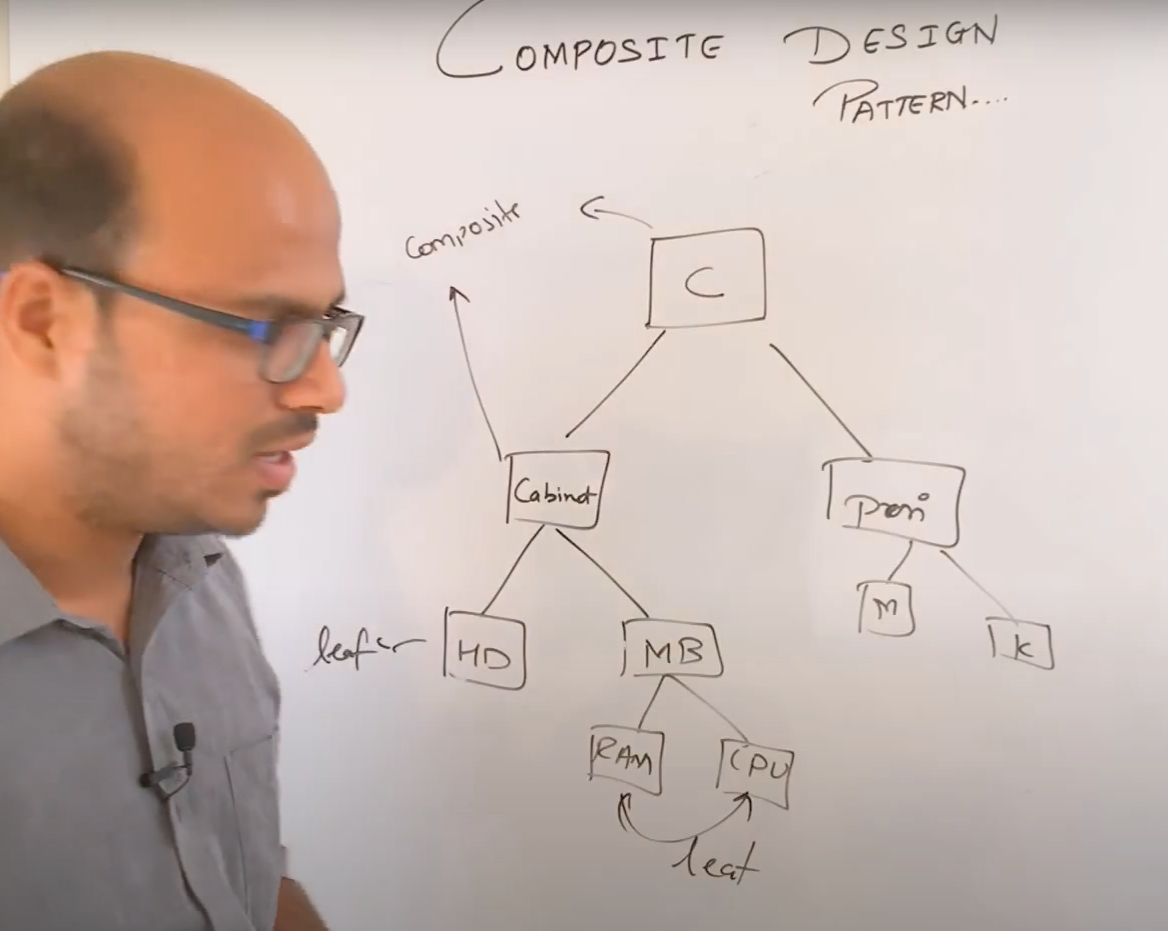 COMPOSITE DESIGN
PATTERN....
Composite
C
Cabinet
Peri
M
K
leaf
HD
MB
RAM
CPU
leaf